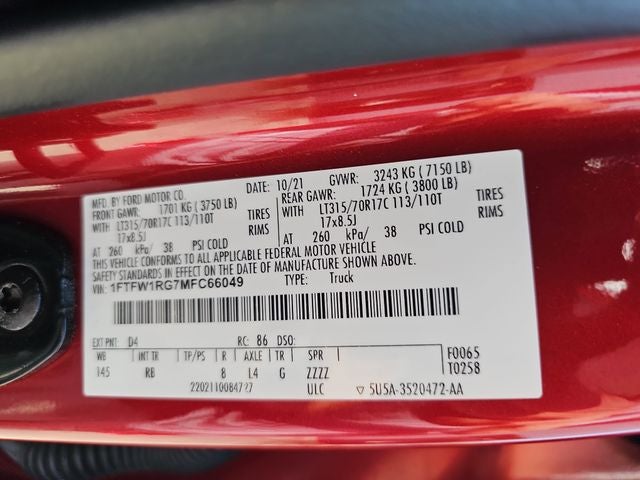 MFD. BY FORD MOTOR CO.
DATE: 10/21 GVWR: 3243 KG ( 7150 LB)
FRONT GAWR: 1701 KG ( 3750 LB) REAR GAWR: 1724 KG ( 3800 LB)
WITH LT315/70R17C 113/110T TIRES WITH LT315/70R17C 113/110T TIRES
17x8.5J RIMS 17x8.5J RIMS
AT 260 kPa/ 38 PSI COLD AT 260 kPa/ 38 PSI COLD
THIS VEHICLE CONFORMS TO ALL APPLICABLE FEDERAL MOTOR VEHICLE
SAFETY STANDARDS IN EFFECT ON THE DATE OF MANUFACTURE SHOWN ABOVE.
VIN: 1FTFW1RG7MFC66049 TYPE: Truck
EXT PNT: D4 RC: 86 DSO:
WB INT TR TP/PS R AXLE TR SPR F0065
145 RB 8 L4 G ZZZZ T0258
2202110084727 ULC ▽ 5U5A-3520472-AA